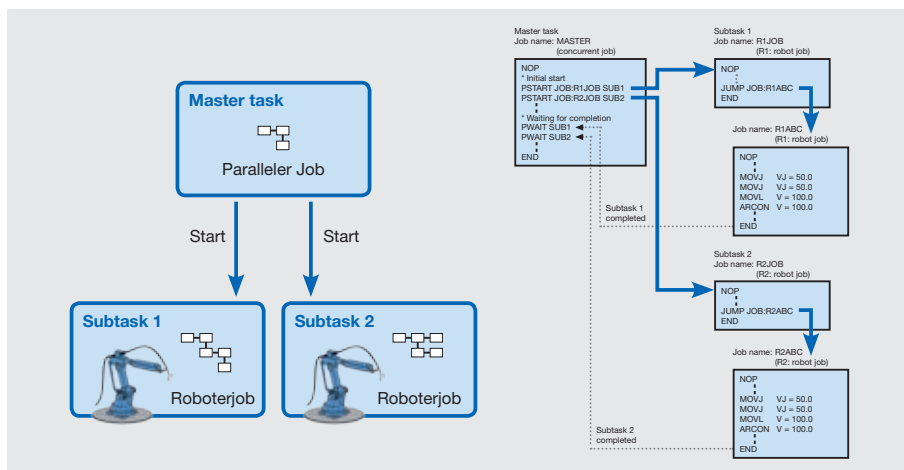 Master task
Paralleler Job
Start
Start
Subtask 1
Roboterjob
Subtask 2
Roboterjob
Master task
Job name: MASTER
(concurrent job)
NOP
* Initial start
PSTART JOB:R1JOB SUB1
PSTART JOB:R2JOB SUB2
* Waiting for completion
PWAIT SUB1
PWAIT SUB2
END
Subtask 1
Job name: R1JOB
(R1: robot job)
NOP
JUMP JOB:R1ABC
END
Job name: R1ABC
(R1: robot job)
NOP
MOVJ VJ = 50.0
MOVJ VJ = 50.0
MOVL V = 100.0
ARCON V = 100.0
END
Subtask 1
completed
Subtask 2
Job name: R2JOB
(R2: robot job)
NOP
JUMP JOB:R2ABC
END
Job name: R2ABC
(R2: robot job)
NOP
MOVJ VJ = 50.0
MOVJ VJ = 50.0
MOVL V = 100.0
ARCON V = 100.0
END
Subtask 2
completed